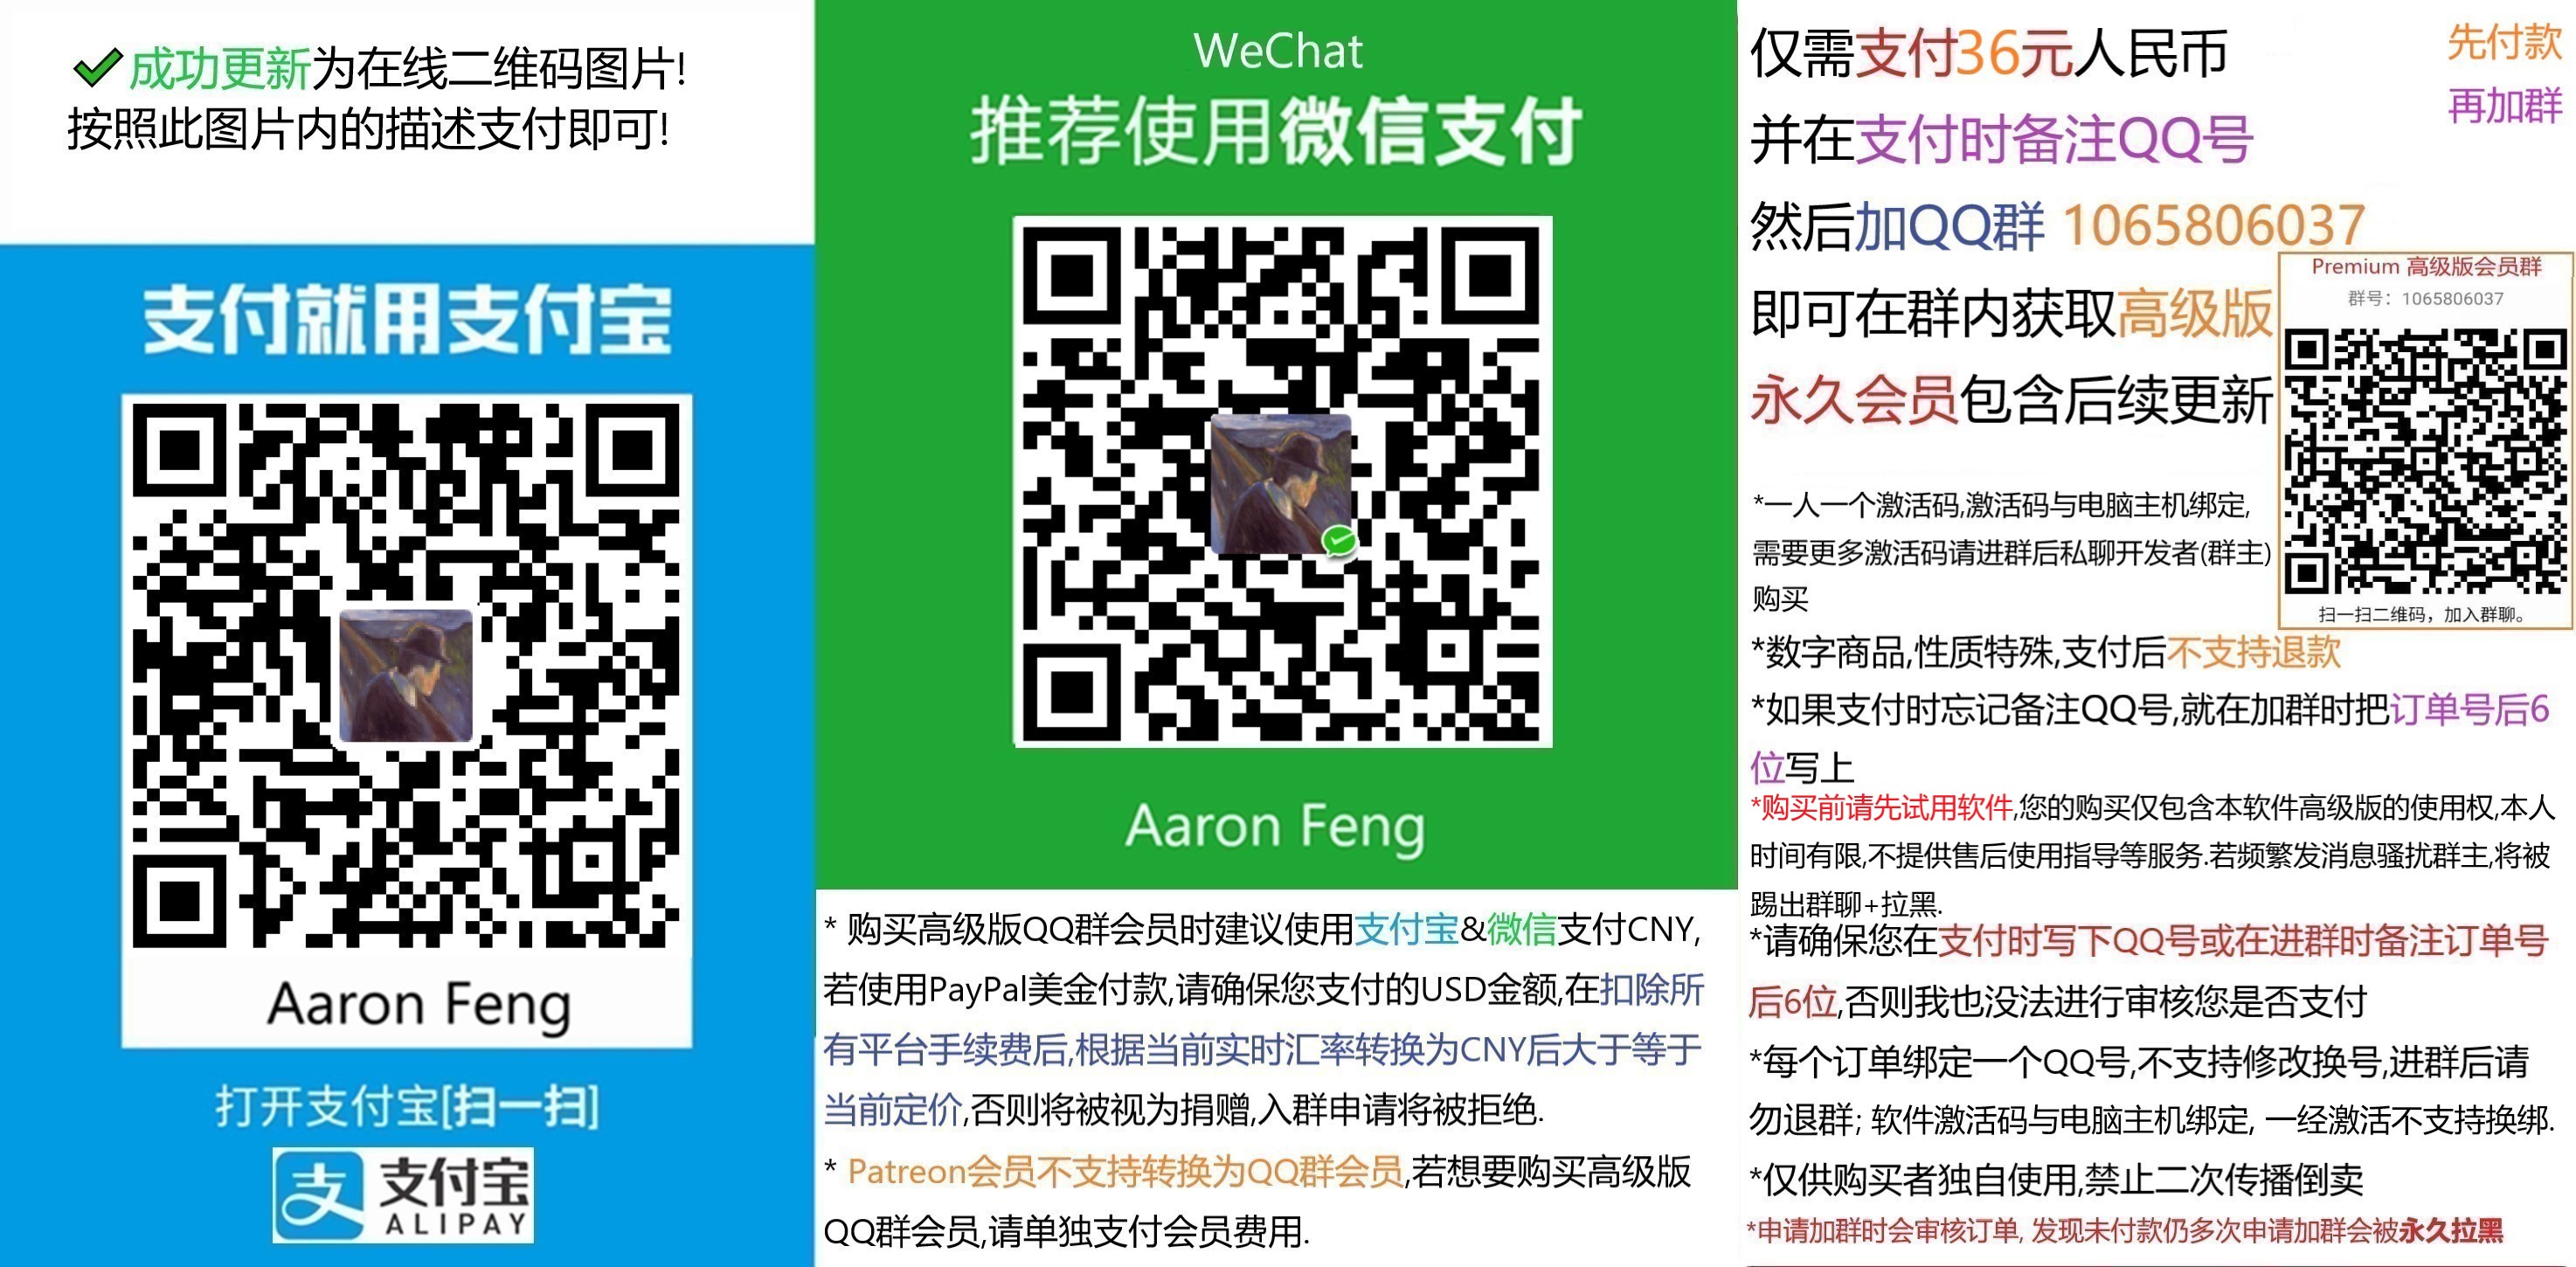 成功更新为在线二维码图片!
按照此图片内的描述支付即可!
支付就用支付宝
Aaron Feng
打开支付宝[扫一扫]
支 支付宝
ALIPAY
WeChat
推荐使用微信支付
Aaron Feng
* 购买高级版QQ群会员时建议使用支付宝&微信支付CNY,
若使用PayPal美金付款,请确保您支付的USD金额,在扣除所
有平台手续费后,根据当前实时汇率转换为CNY后大于等于
当前定价,否则将被视为捐赠,入群申请将被拒绝.
* Patreon会员不支持转换为QQ群会员,若想要购买高级版
QQ群会员,请单独支付会员费用.
仅需支付36元人民币
先付款
再加群
并在支付时备注QQ号
然后加QQ群 1065806037
即可在群内获取高级版
永久会员包含后续更新
Premium 高级版会员群
群号：1065806037
扫一扫二维码，加入群聊。
*一人一个激活码,激活码与电脑主机绑定,
需要更多激活码请进群后私聊开发者(群主)
购买
*数字商品,性质特殊,支付后不支持退款
*如果支付时忘记备注QQ号,就在加群时把订单号后6
位写上
*购买前请先试用软件,您的购买仅包含本软件高级版的使用权,本人
时间有限,不提供售后使用指导等服务.若频繁发消息骚扰群主,将被
踢出群聊+拉黑.
*请确保您在支付时写下QQ号或在进群时备注订单号
后6位,否则我也没法进行审核您是否支付
*每个订单绑定一个QQ号,不支持修改换号,进群后请
勿退群; 软件激活码与电脑主机绑定, 一经激活不支持换绑.
*仅供购买者独自使用,禁止二次传播倒卖
*申请加群时会审核订单, 发现未付款仍多次申请加群会被永久拉黑